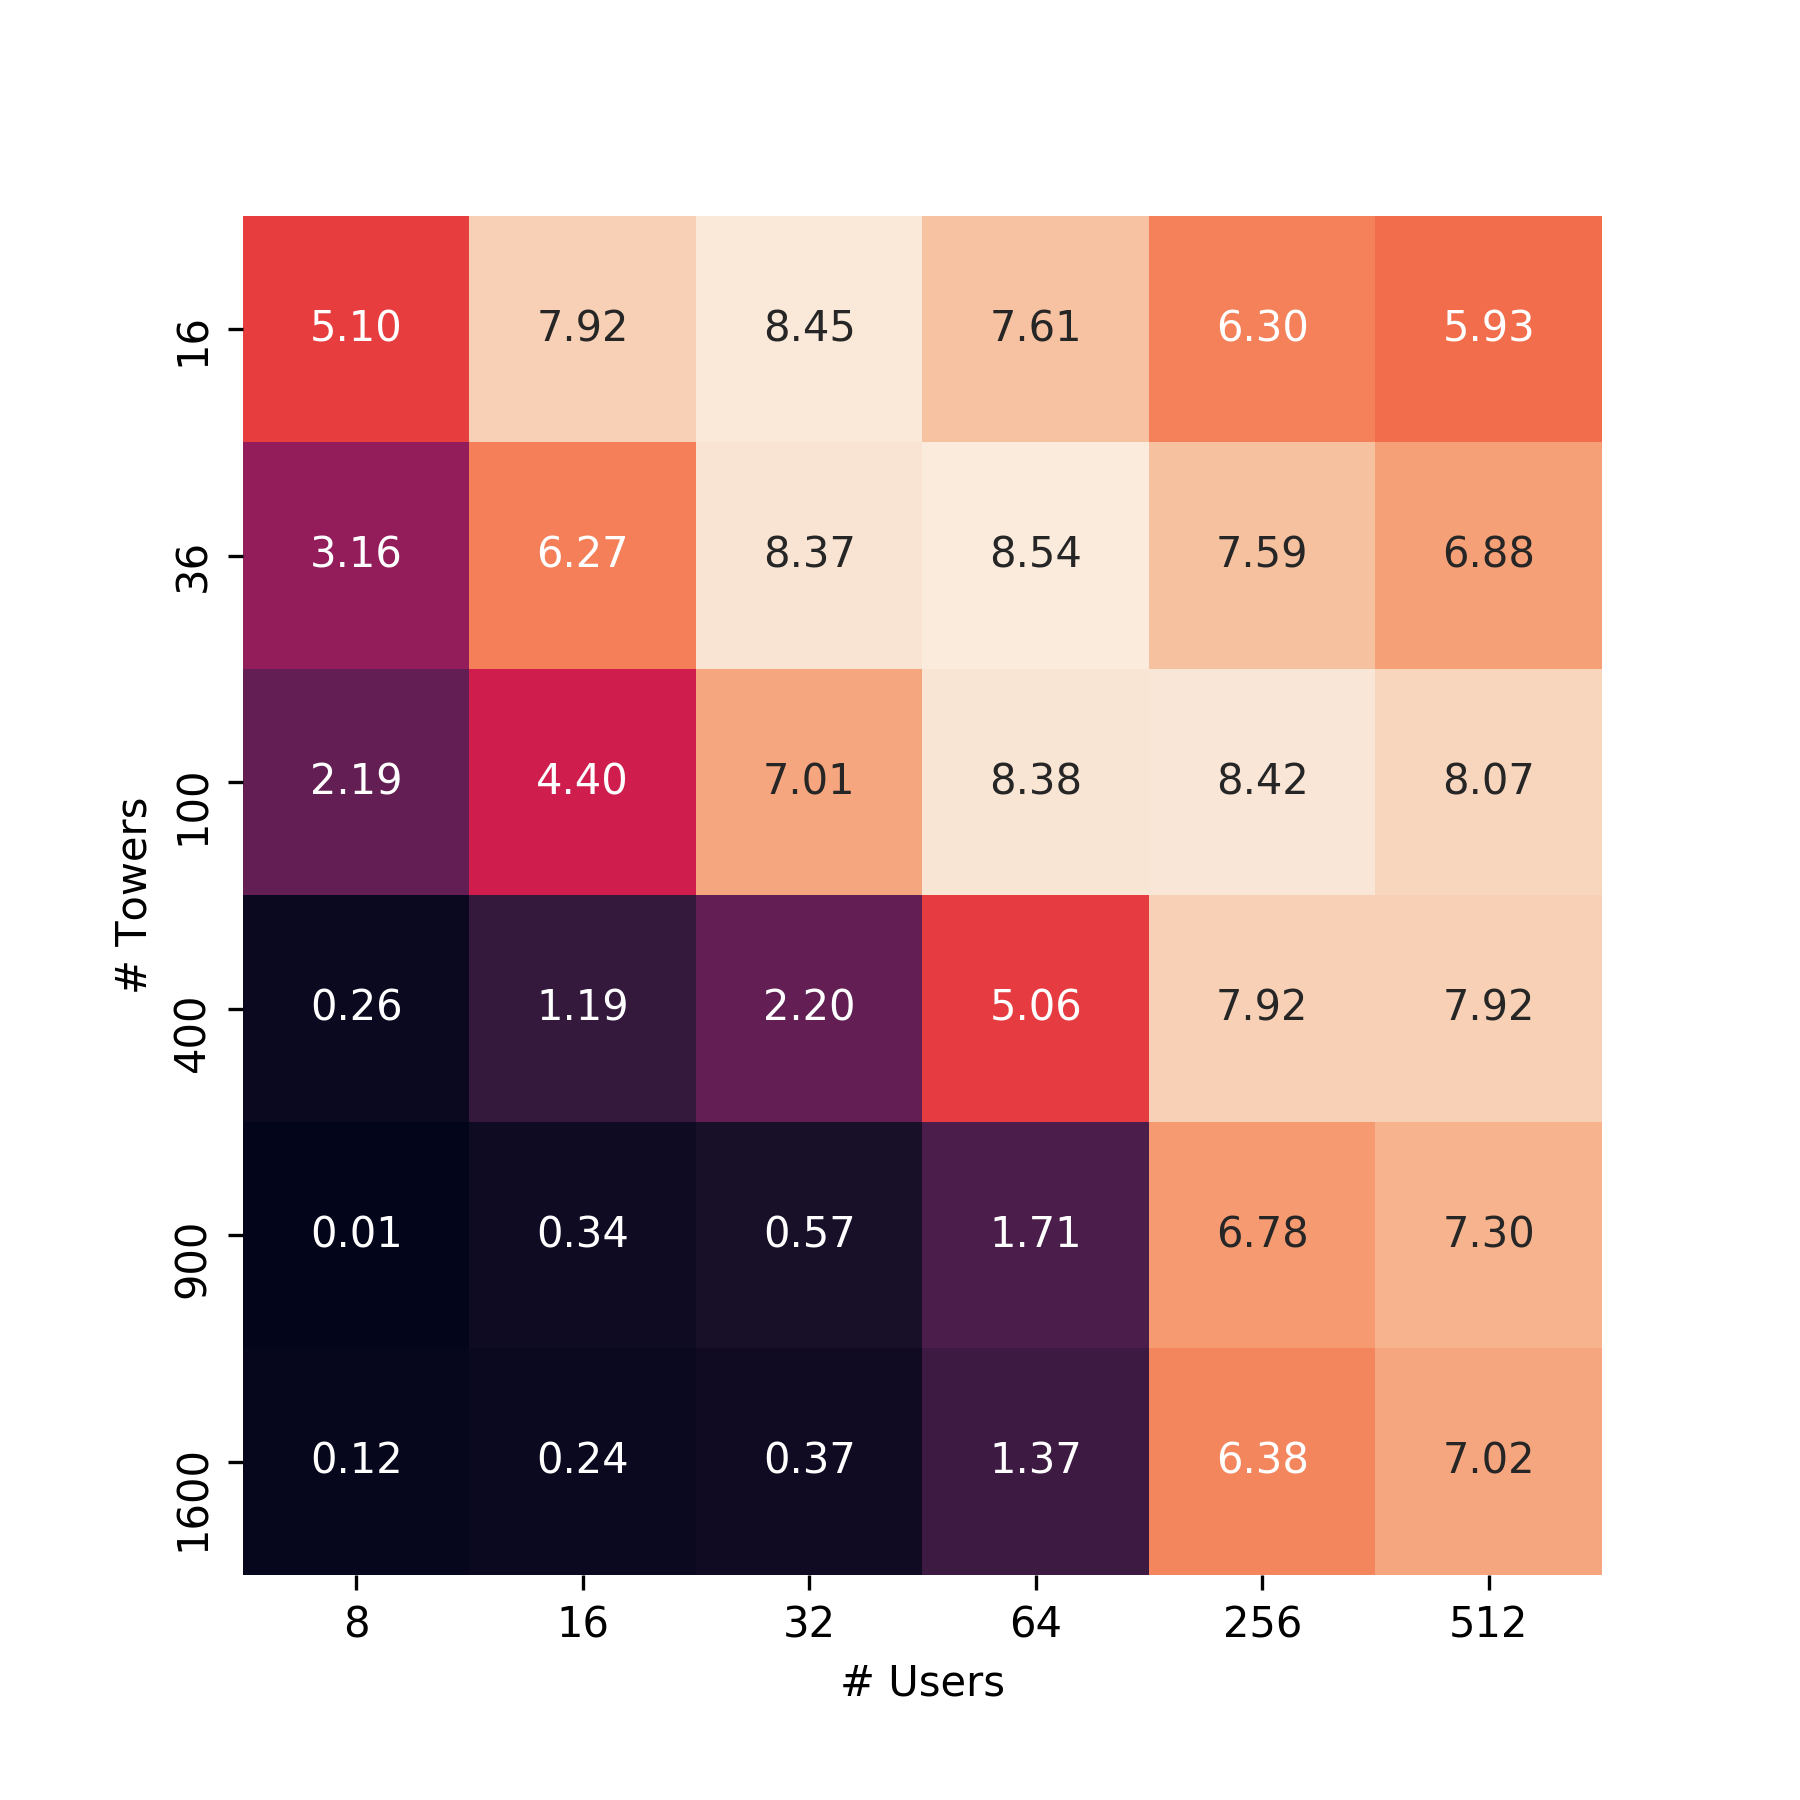 16 5.10 7.92 8.45 7.61 6.30 5.93
36 3.16 6.27 8.37 8.54 7.59 6.88
100 2.19 4.40 7.01 8.38 8.42 8.07
400 0.26 1.19 2.20 5.06 7.92 7.92
900 0.01 0.34 0.57 1.71 6.78 7.30
1600 0.12 0.24 0.37 1.37 6.38 7.02
# Towers
8 16 32 64 256 512
# Users